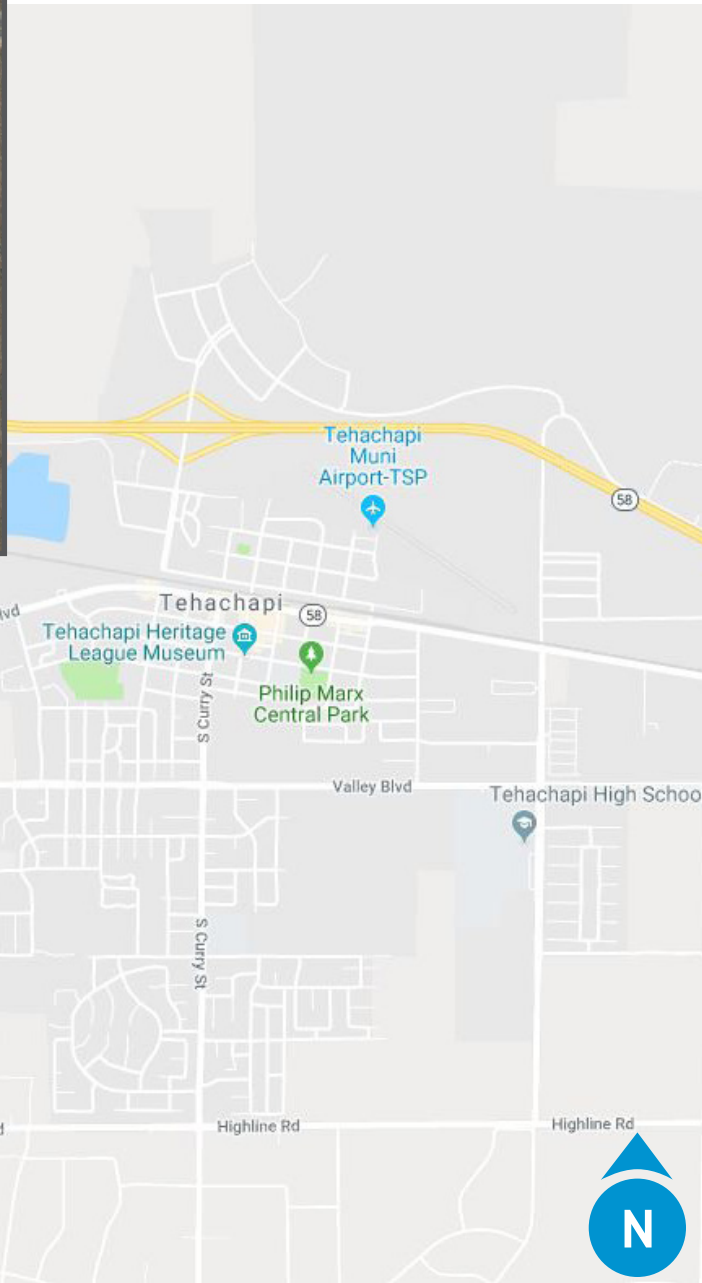 Tehachapi
Muni
Airport-TSP
58
lvd
Tehachapi
58
Tehachapi Heritage
League Museum
Philip Marx
Central Park
S Curry St
Valley Blvd
Tehachapi High Schoo
S Curry St
d
Highline Rd
Highline Rd
N